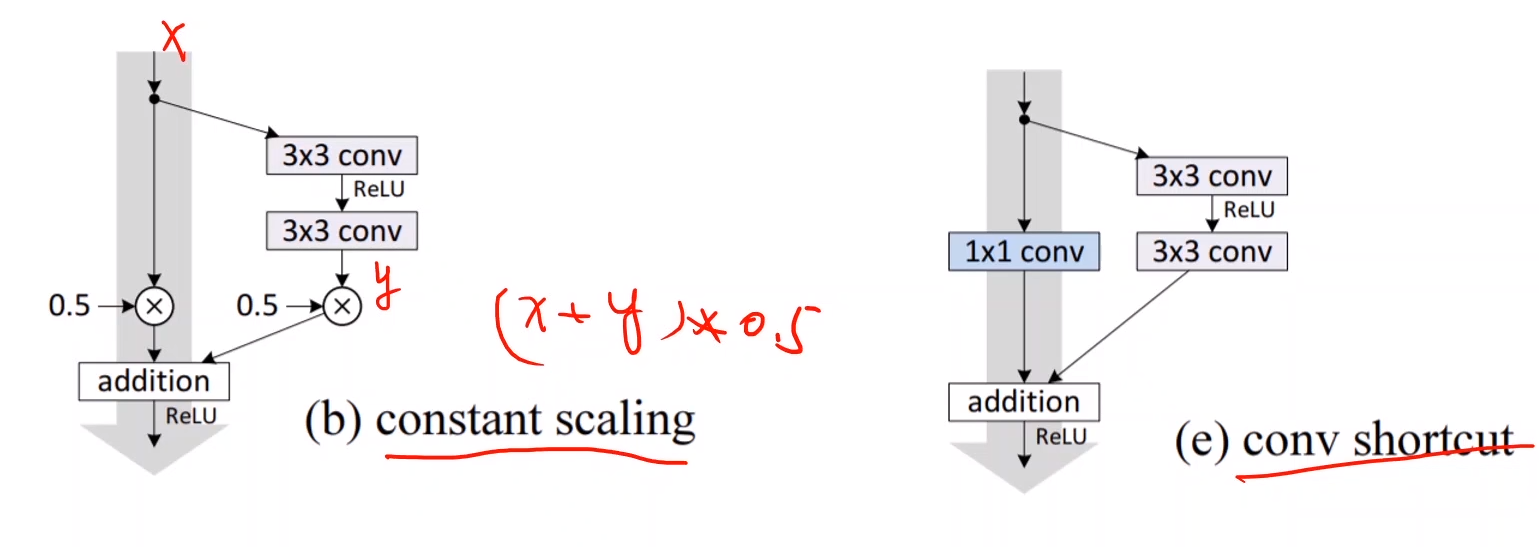 x
3x3 conv
ReLU
3x3 conv
y
0.5
×
0.5
×
(x + y) * 0.5
addition
ReLU
(b) constant scaling
3x3 conv
ReLU
1x1 conv
3x3 conv
addition
ReLU
(e) conv shortcut